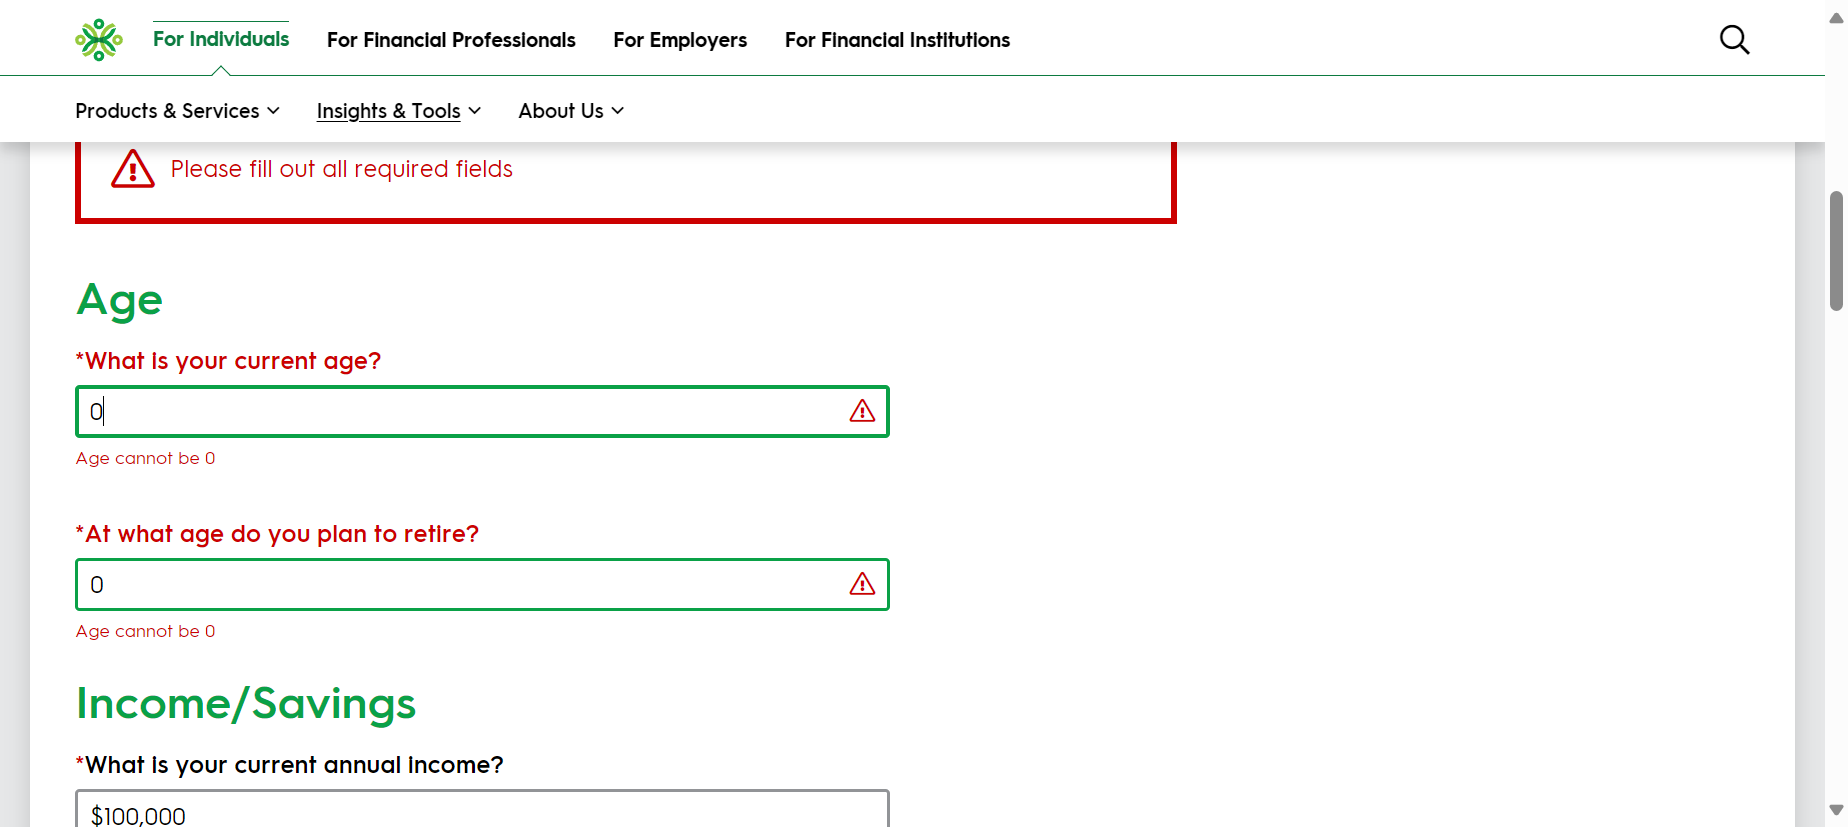 For Individuals
For Financial Professionals
For Employers
For Financial Institutions
Products & Services
Insights & Tools
About Us
Please fill out all required fields
Age
*What is your current age?
0
Age cannot be 0
*At what age do you plan to retire?
0
Age cannot be 0
Income/Savings
*What is your current annual income?
$100,000